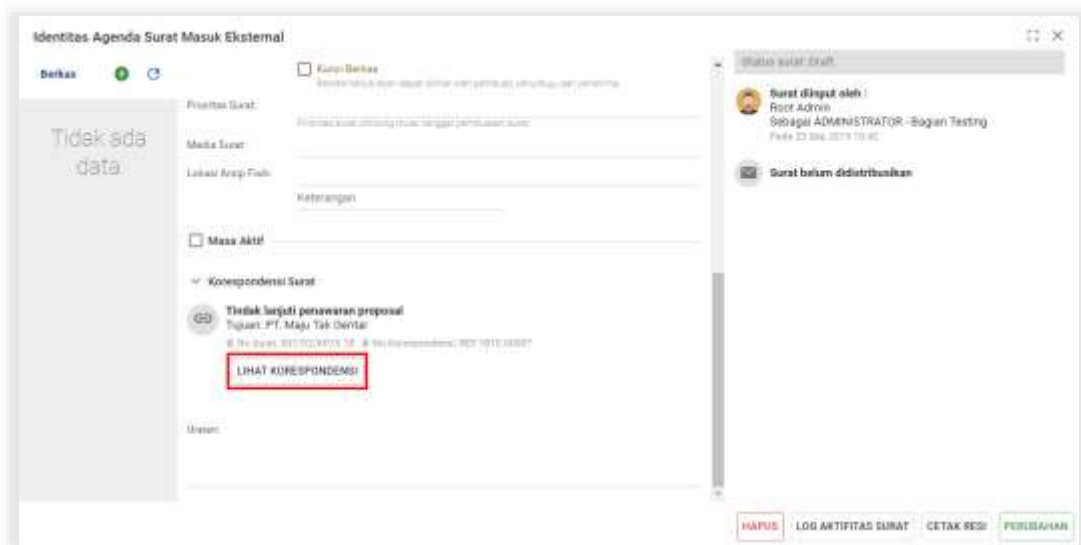 Identitas Agenda Surat Masuk Eksternal
Berkas
Tidak ada
data
Kunci Berkas
Prioritas Surat:
Media Surat:
Lokasi Arsip Fisik:
Keterangan
Masa Aktif
Korespondensi Surat
Tindak lanjuti penawaran proposal
Tujuan: PT. Maju Tak Gentar
LIHAT KORESPONDENSI
Uraian:
Status surat: Draft
Surat diinput oleh :
Root Admin
Sebagai ADMINISTRATOR - Bagian Testing
Surat belum didistribusikan
HAPUS
LOG AKTIFITAS SURAT
CETAK RESI
PERUBAHAN